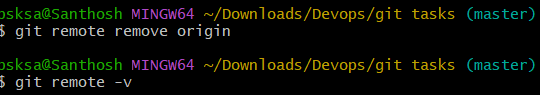 psksa@Santhosh MINGW64 ~/Downloads/Devops/git tasks (master)
$ git remote remove origin
psksa@Santhosh MINGW64 ~/Downloads/Devops/git tasks (master)
$ git remote -v